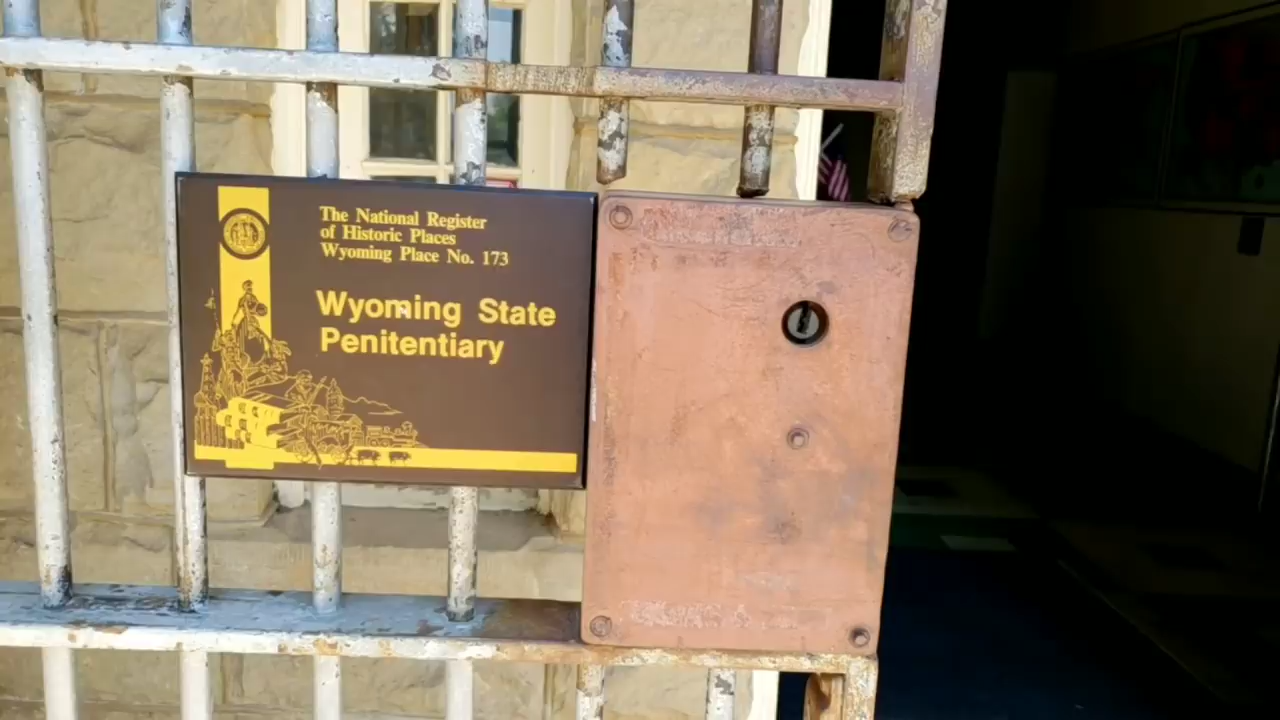 The National Register
of Historic Places
Wyoming Place No. 173
Wyoming State
Penitentiary